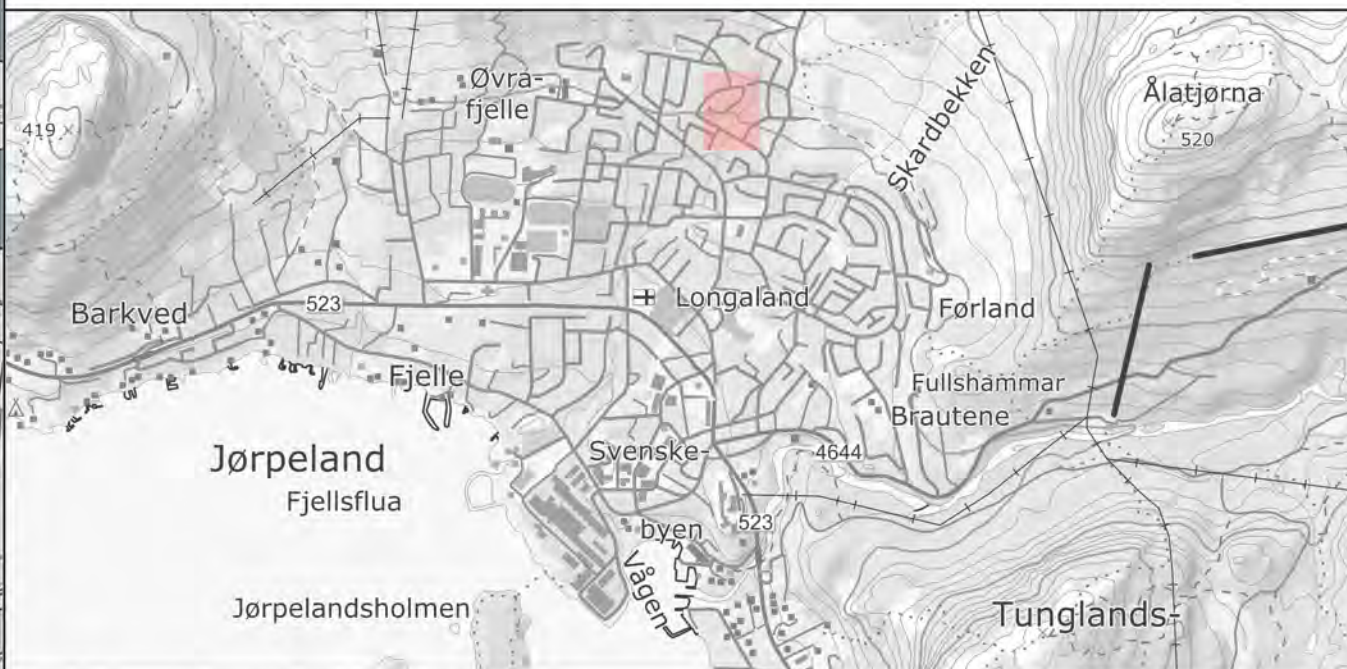 Øvra-
fjelle
Skardbekken
Ålatjørna
520
419
Barkved
523
Longaland
Førland
Fjelle
Fullshammar
Brautene
Jørpeland
Fjellsflua
Svenske-
byen
4644
523
Vågen
Jørpelandsholmen
Tunglands-